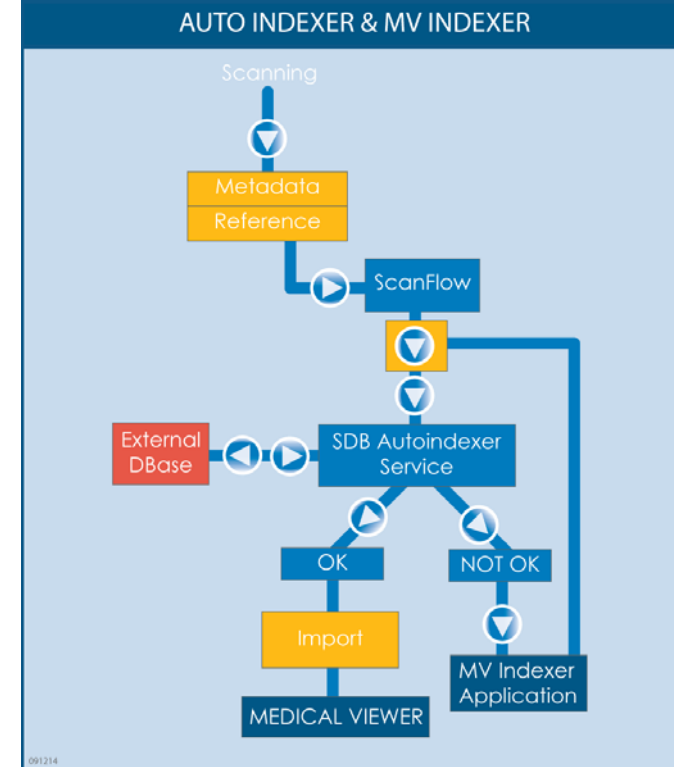 AUTO INDEXER & MV INDEXER
Scanning
Metadata
Reference
ScanFlow
External
DBase
SDB Autoindexer
Service
OK
NOT OK
Import
MV Indexer
Application
MEDICAL VIEWER
091214